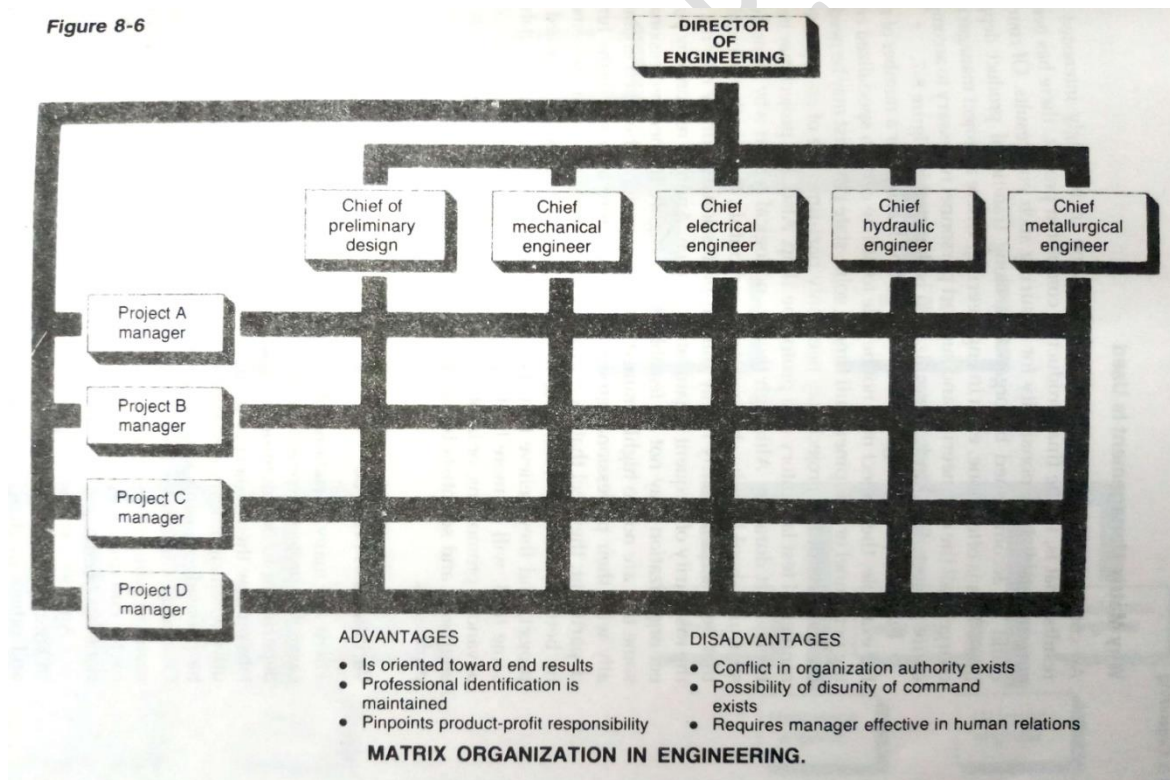 Figure 8-6
DIRECTOR
OF
ENGINEERING
Chief of
preliminary
design
Chief
mechanical
engineer
Chief
electrical
engineer
Chief
hydraulic
engineer
Chief
metallurgical
engineer
Project A
manager
Project B
manager
Project C
manager
Project D
manager
ADVANTAGES
• Is oriented toward end results
• Professional identification is
maintained
• Pinpoints product-profit responsibility
DISADVANTAGES
• Conflict in organization authority exists
• Possibility of disunity of command
exists
• Requires manager effective in human relations
MATRIX ORGANIZATION IN ENGINEERING.